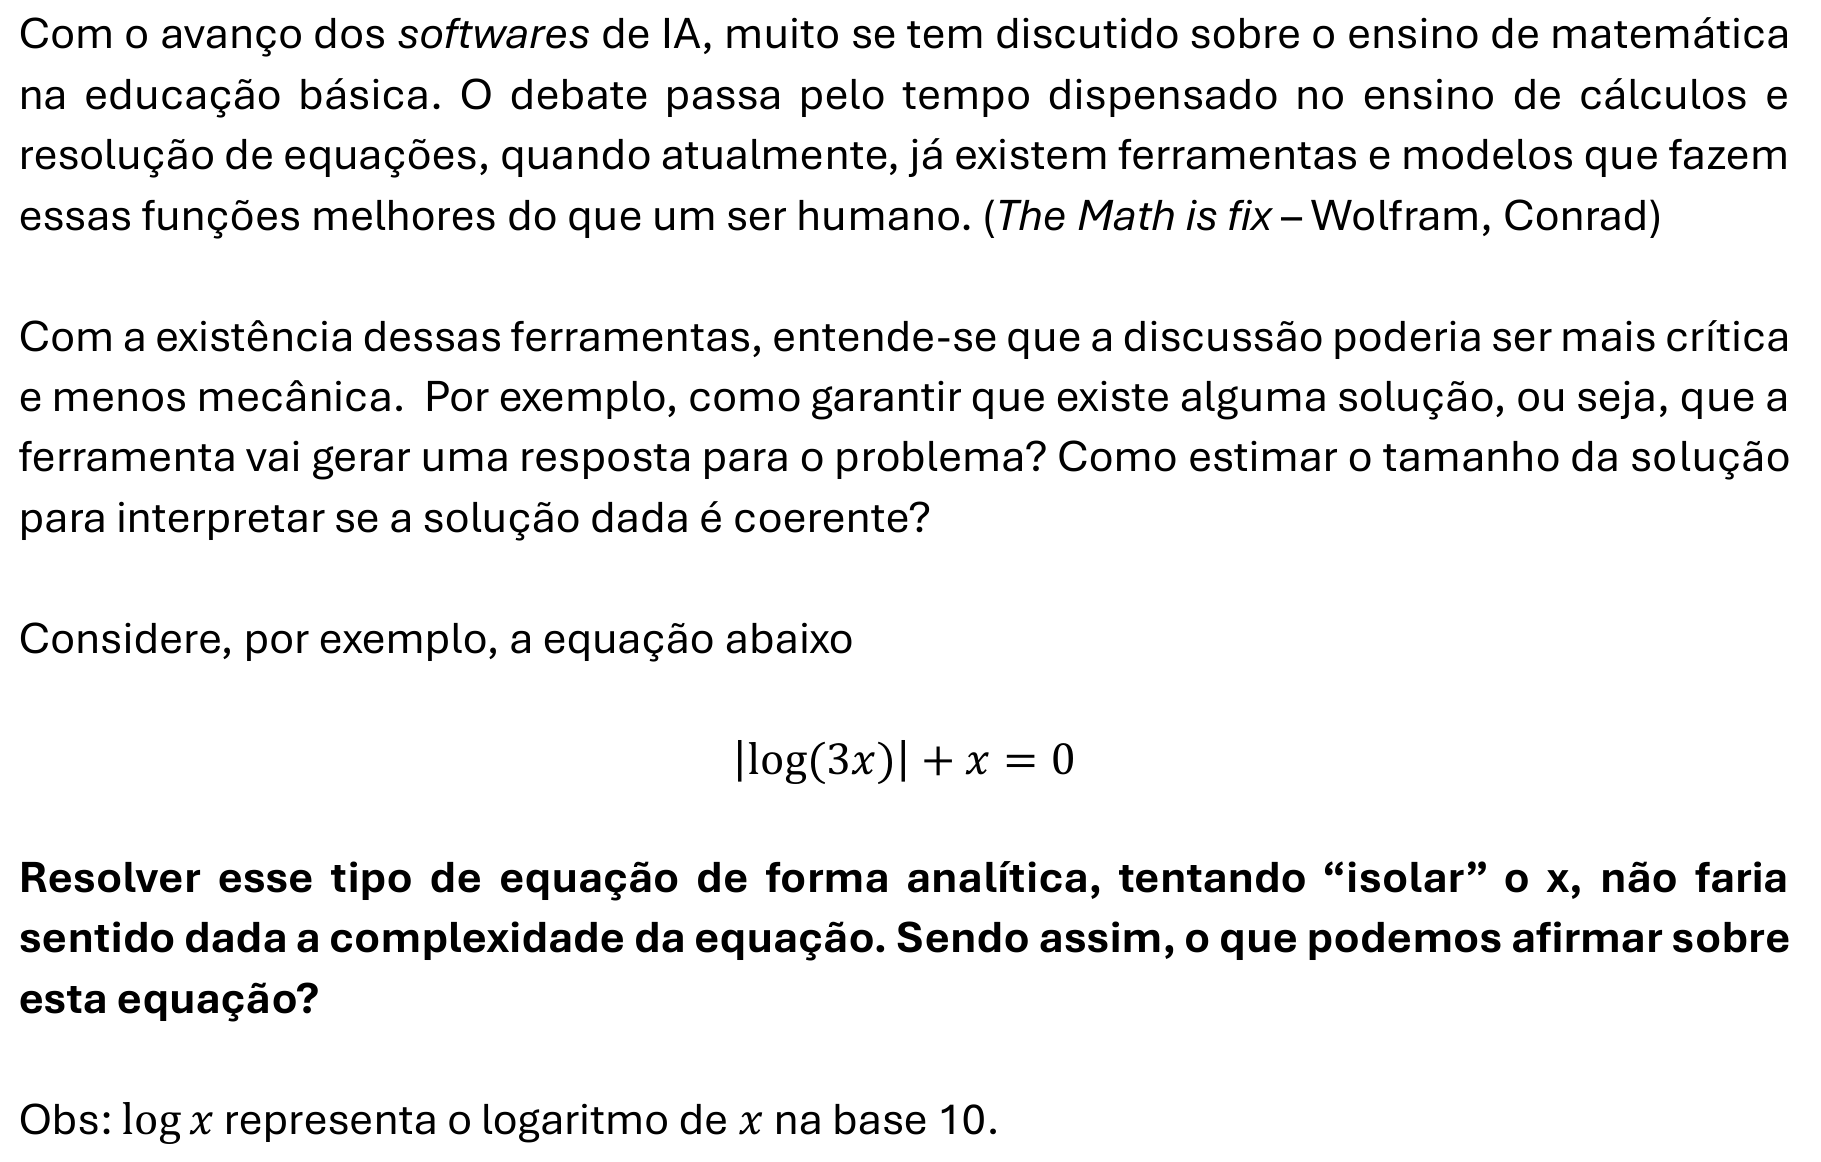 Com o avanço dos softwares de IA, muito se tem discutido sobre o ensino de matemática
na educação básica. O debate passa pelo tempo dispensado no ensino de cálculos e
resolução de equações, quando atualmente, já existem ferramentas e modelos que fazem
essas funções melhores do que um ser humano. (The Math is fix – Wolfram, Conrad)
Com a existência dessas ferramentas, entende-se que a discussão poderia ser mais crítica
e menos mecânica. Por exemplo, como garantir que existe alguma solução, ou seja, que a
ferramenta vai gerar uma resposta para o problema? Como estimar o tamanho da solução
para interpretar se a solução dada é coerente?
Considere, por exemplo, a equação abaixo
|log(3x)| + x = 0
Resolver esse tipo de equação de forma analítica, tentando “isolar” o x, não faria
sentido dada a complexidade da equação. Sendo assim, o que podemos afirmar sobre
esta equação?
Obs: log x representa o logaritmo de x na base 10.